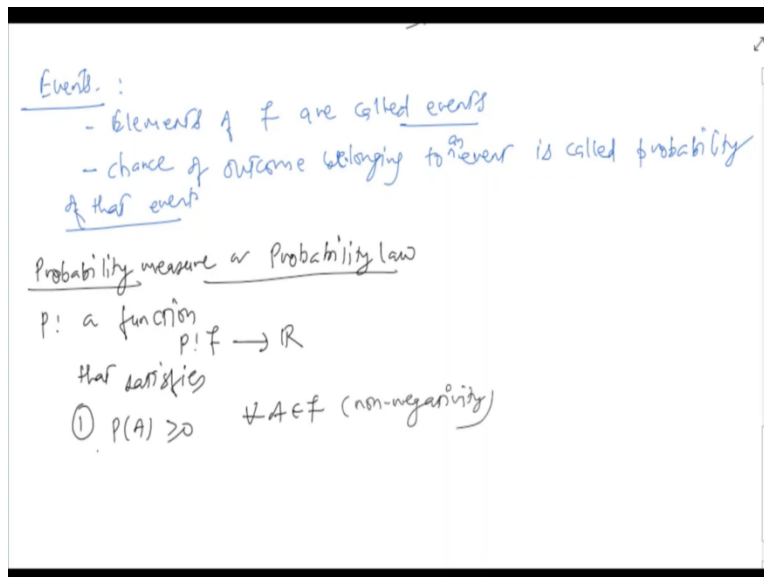 Events. :
- Elements of F are called events
- chance of outcome belonging to an event is called probability
of that event
Probability measure or Probability law
P: a function
P: F → ℝ
that satisfies
① P(A) ≥ 0 ∀ A ∈ F (non-negativity)